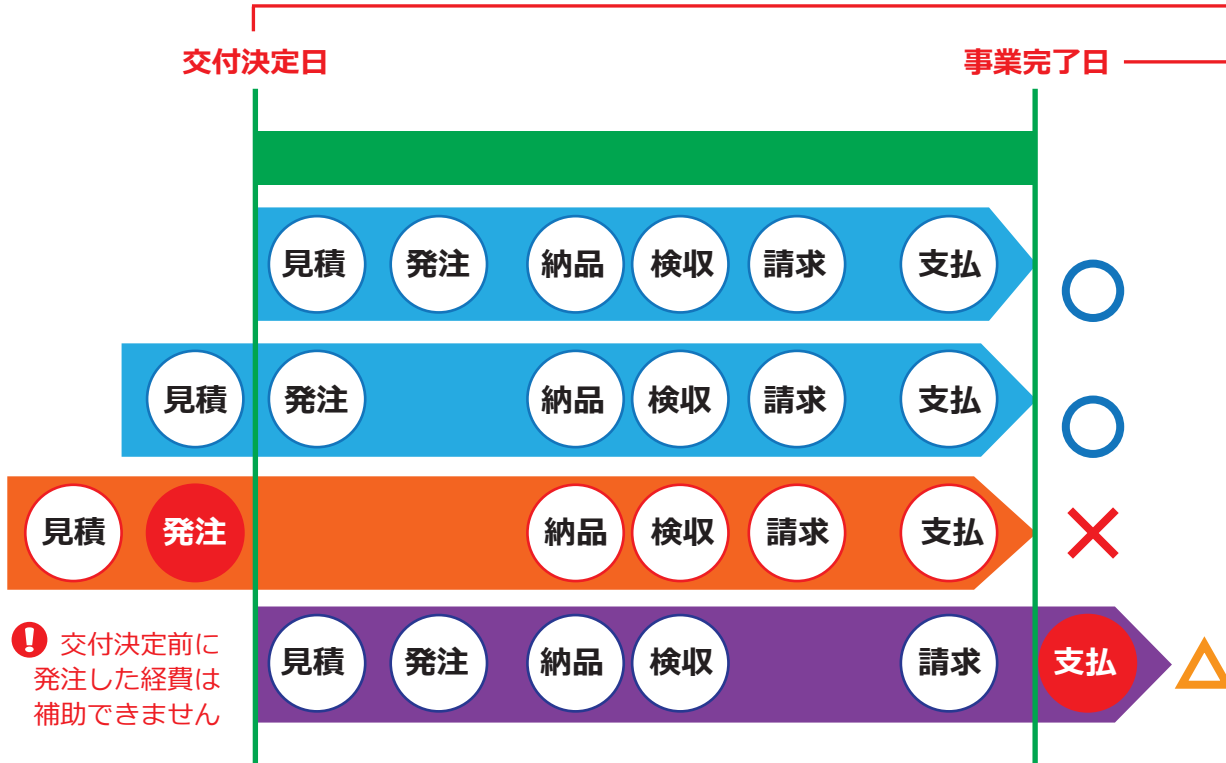 交付決定日
事業完了日
見積 発注 納品 検収 請求 支払
見積 発注 納品 検収 請求 支払
見積 発注 納品 検収 請求 支払
見積 発注 納品 検収 請求 支払
! 交付決定前に
発注した経費は
補助できません